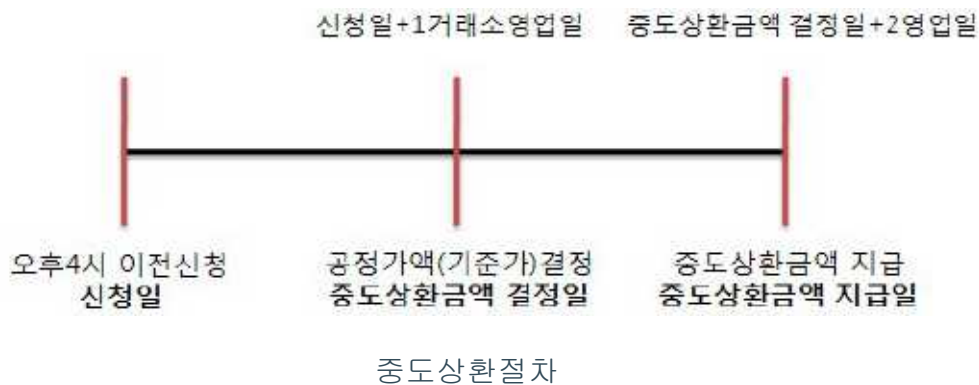 신청일+1거래소영업일
중도상환금액 결정일+2영업일
오후4시 이전신청
신청일
공정가액(기준가)결정
중도상환금액 결정일
중도상환금액 지급
중도상환금액 지급일
중도상환절차